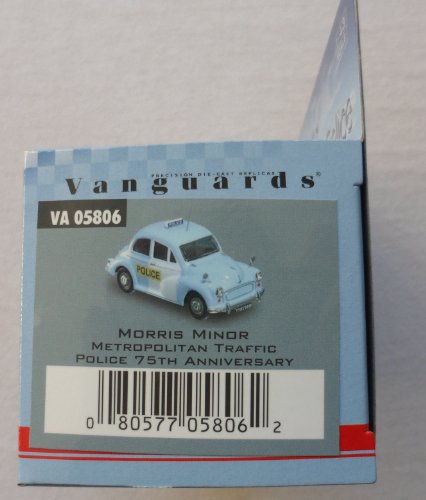 PRECISION DIE-CAST REPLICAS
Vanguards®
VA 05806
POLICE
MORRIS MINOR
METROPOLITAN TRAFFIC
POLICE 75TH ANNIVERSARY
0 80577 05806 2